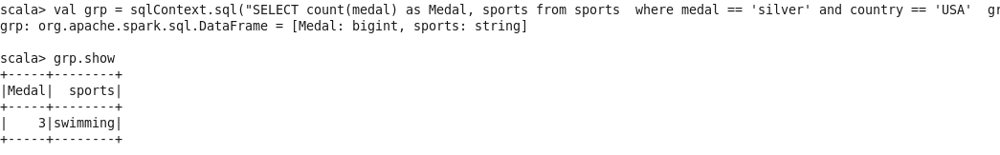 scala> val grp = sqlContext.sql("SELECT count(medal) as Medal, sports from sports  where medal == 'silver' and country == 'USA'  gr
grp: org.apache.spark.sql.DataFrame = [Medal: bigint, sports: string]
scala> grp.show
+-----+--------+
|Medal|  sports|
+-----+--------+
|    3|swimming|
+-----+--------+